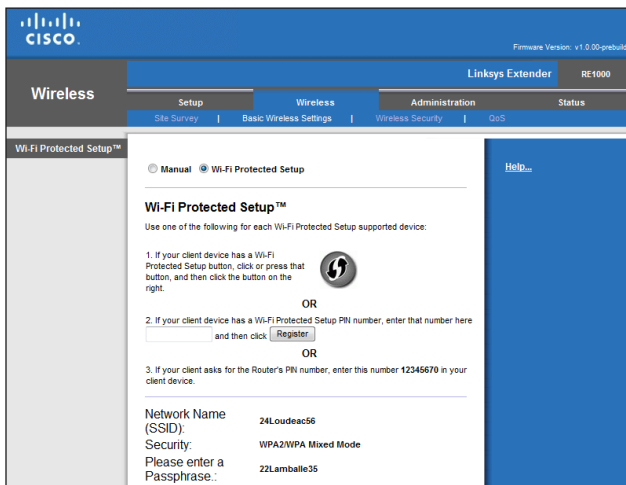 CISCO.
Firmware Version: v1.0.00-prebuild
Linksys Extender RE1000
Wireless
Setup Wireless Administration Status
Site Survey | Basic Wireless Settings | Wireless Security | QoS
Wi-Fi Protected Setup™
Manual Wi-Fi Protected Setup
Help...
Wi-Fi Protected Setup™
Use one of the following for each Wi-Fi Protected Setup supported device:
1. If your client device has a Wi-Fi
Protected Setup button, click or press that
button, and then click the button on the
right.
OR
2. If your client device has a Wi-Fi Protected Setup PIN number, enter that number here
and then click Register
OR
3. If your client asks for the Router's PIN number, enter this number 12345670 in your
client device.
Network Name
(SSID): 24Loudeac56
Security: WPA2/WPA Mixed Mode
Please enter a
Passphrase.: 22Lamballe35